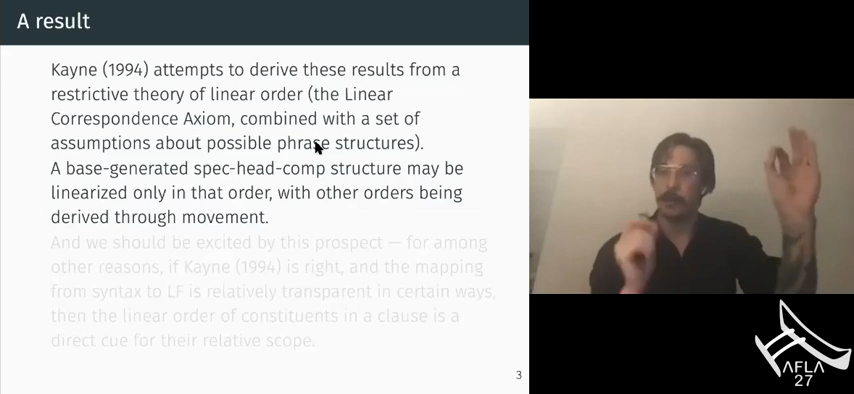 A result
Kayne (1994) attempts to derive these results from a
restrictive theory of linear order (the Linear
Correspondence Axiom, combined with a set of
assumptions about possible phrase structures).
A base-generated spec-head-comp structure may be
linearized only in that order, with other orders being
derived through movement.
And we should be excited by this prospect — for among
other reasons, if Kayne (1994) is right, and the mapping
from syntax to LF is relatively transparent in certain ways,
then the linear order of constituents in a clause is a
direct cue for their relative scope.
3
AFLA
27